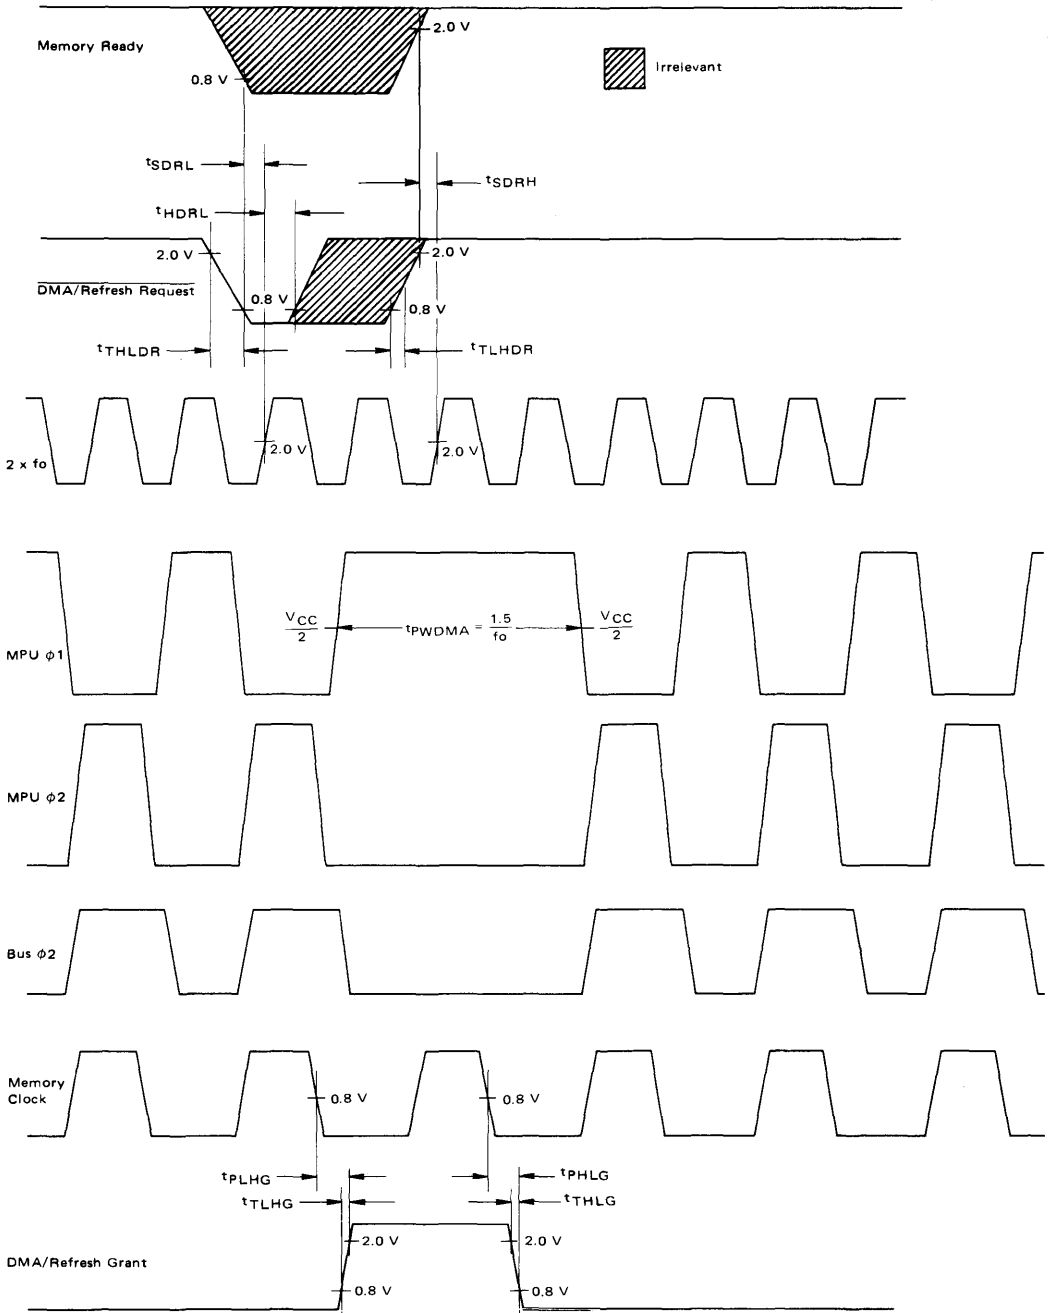 2.0 V
Memory Ready
Irrelevant
0.8 V
tSDRL
tSDRH
tHDRL
2.0 V
2.0 V
DMA/Refresh Request
0.8 V
0.8 V
tTHLDR
tTLHDR
2.0 V
2.0 V
2 x fo
VCC
2
tPWDMA = 1.5
fo
VCC
2
MPU φ1
MPU φ2
Bus φ2
Memory
Clock
0.8 V
0.8 V
tPLHG
tPHLG
tTLHG
tTHLG
2.0 V
2.0 V
DMA/Refresh Grant
0.8 V
0.8 V